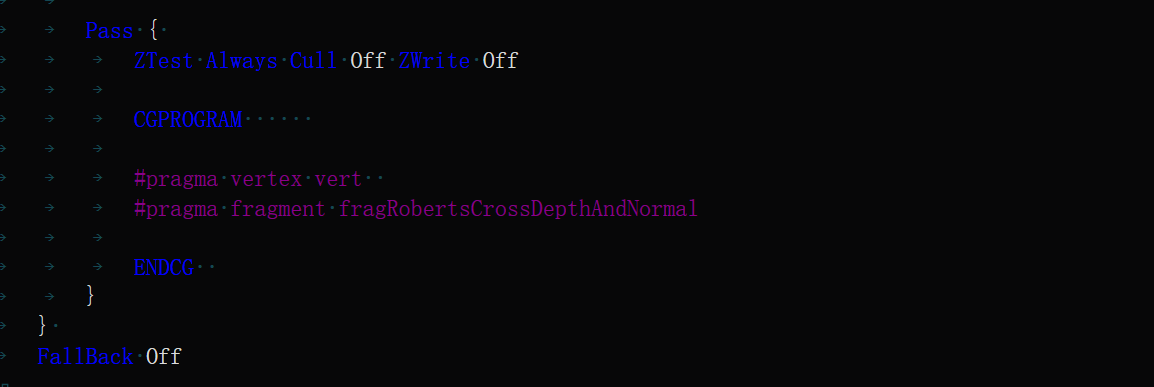 Pass {
ZTest Always Cull Off ZWrite Off
CGPROGRAM
#pragma vertex vert
#pragma fragment fragRobertsCrossDepthAndNormal
ENDCG
}
}
FallBack Off